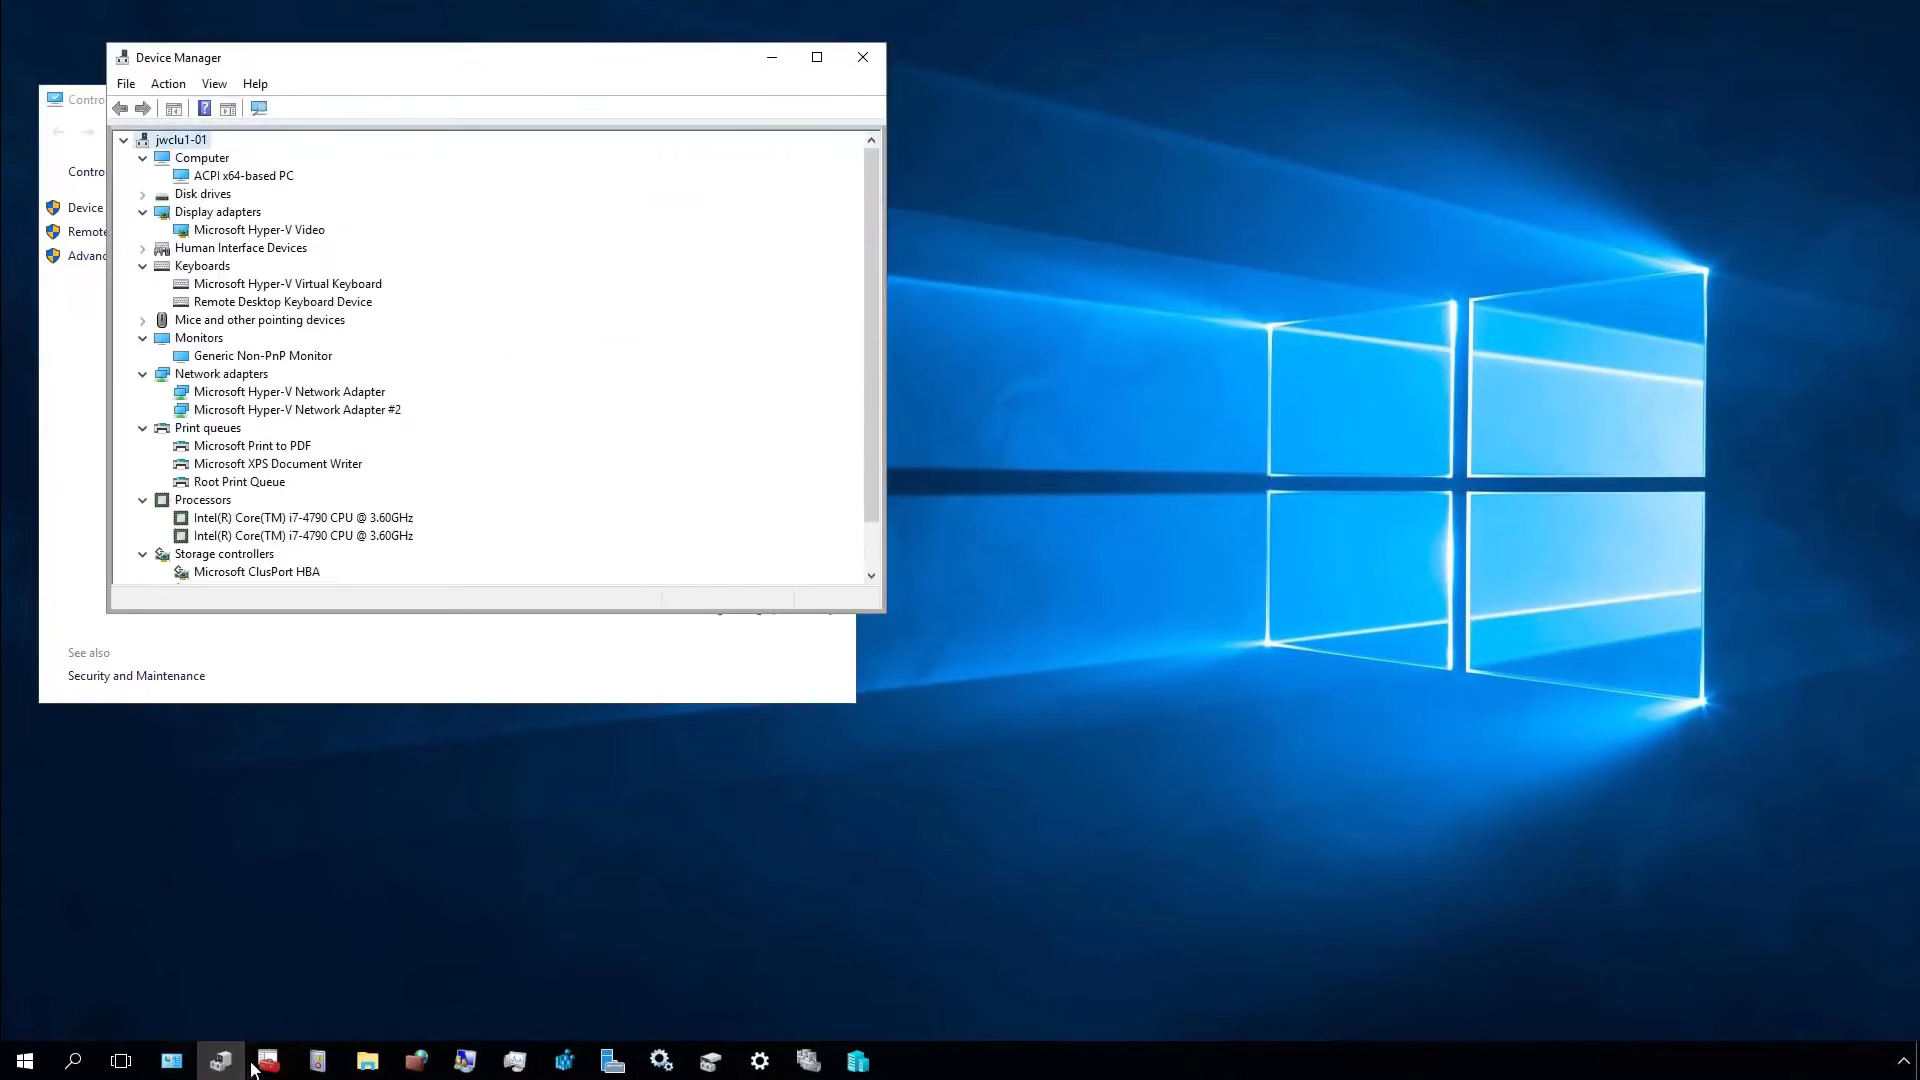 Device Manager
File Action View Help
Contro
jwclu1-01
Computer
Contro
ACPI x64-based PC
Disk drives
Device
Display adapters
Remote
Microsoft Hyper-V Video
Advanc
Human Interface Devices
Keyboards
Microsoft Hyper-V Virtual Keyboard
Remote Desktop Keyboard Device
Mice and other pointing devices
Monitors
Generic Non-PnP Monitor
Network adapters
Microsoft Hyper-V Network Adapter
Microsoft Hyper-V Network Adapter #2
Print queues
Microsoft Print to PDF
Microsoft XPS Document Writer
Root Print Queue
Processors
Intel(R) Core(TM) i7-4790 CPU @ 3.60GHz
Intel(R) Core(TM) i7-4790 CPU @ 3.60GHz
Storage controllers
Microsoft ClusPort HBA
See also
Security and Maintenance